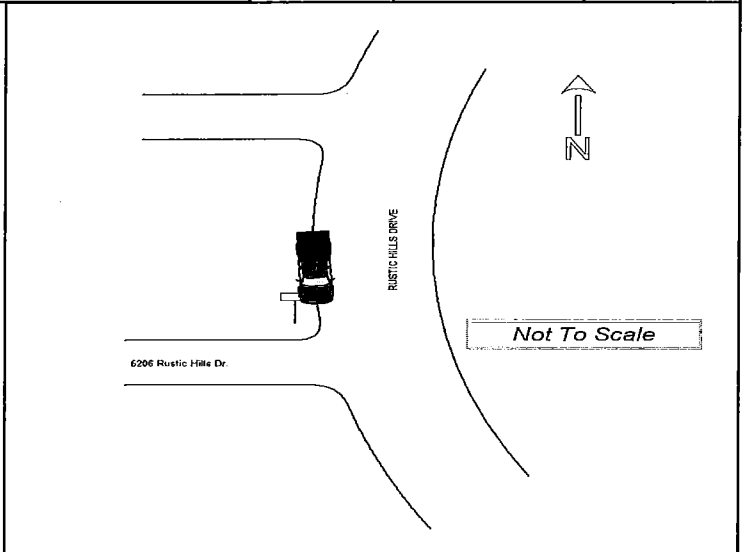 N
RUSTIC HILLS DRIVE
Not To Scale
6206 Rustic Hills Dr.